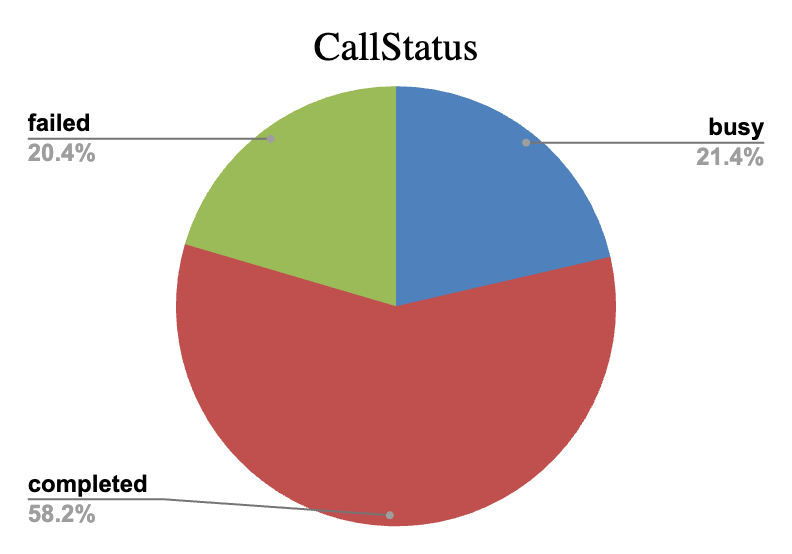 CallStatus
failed
20.4%
busy
21.4%
completed
58.2%